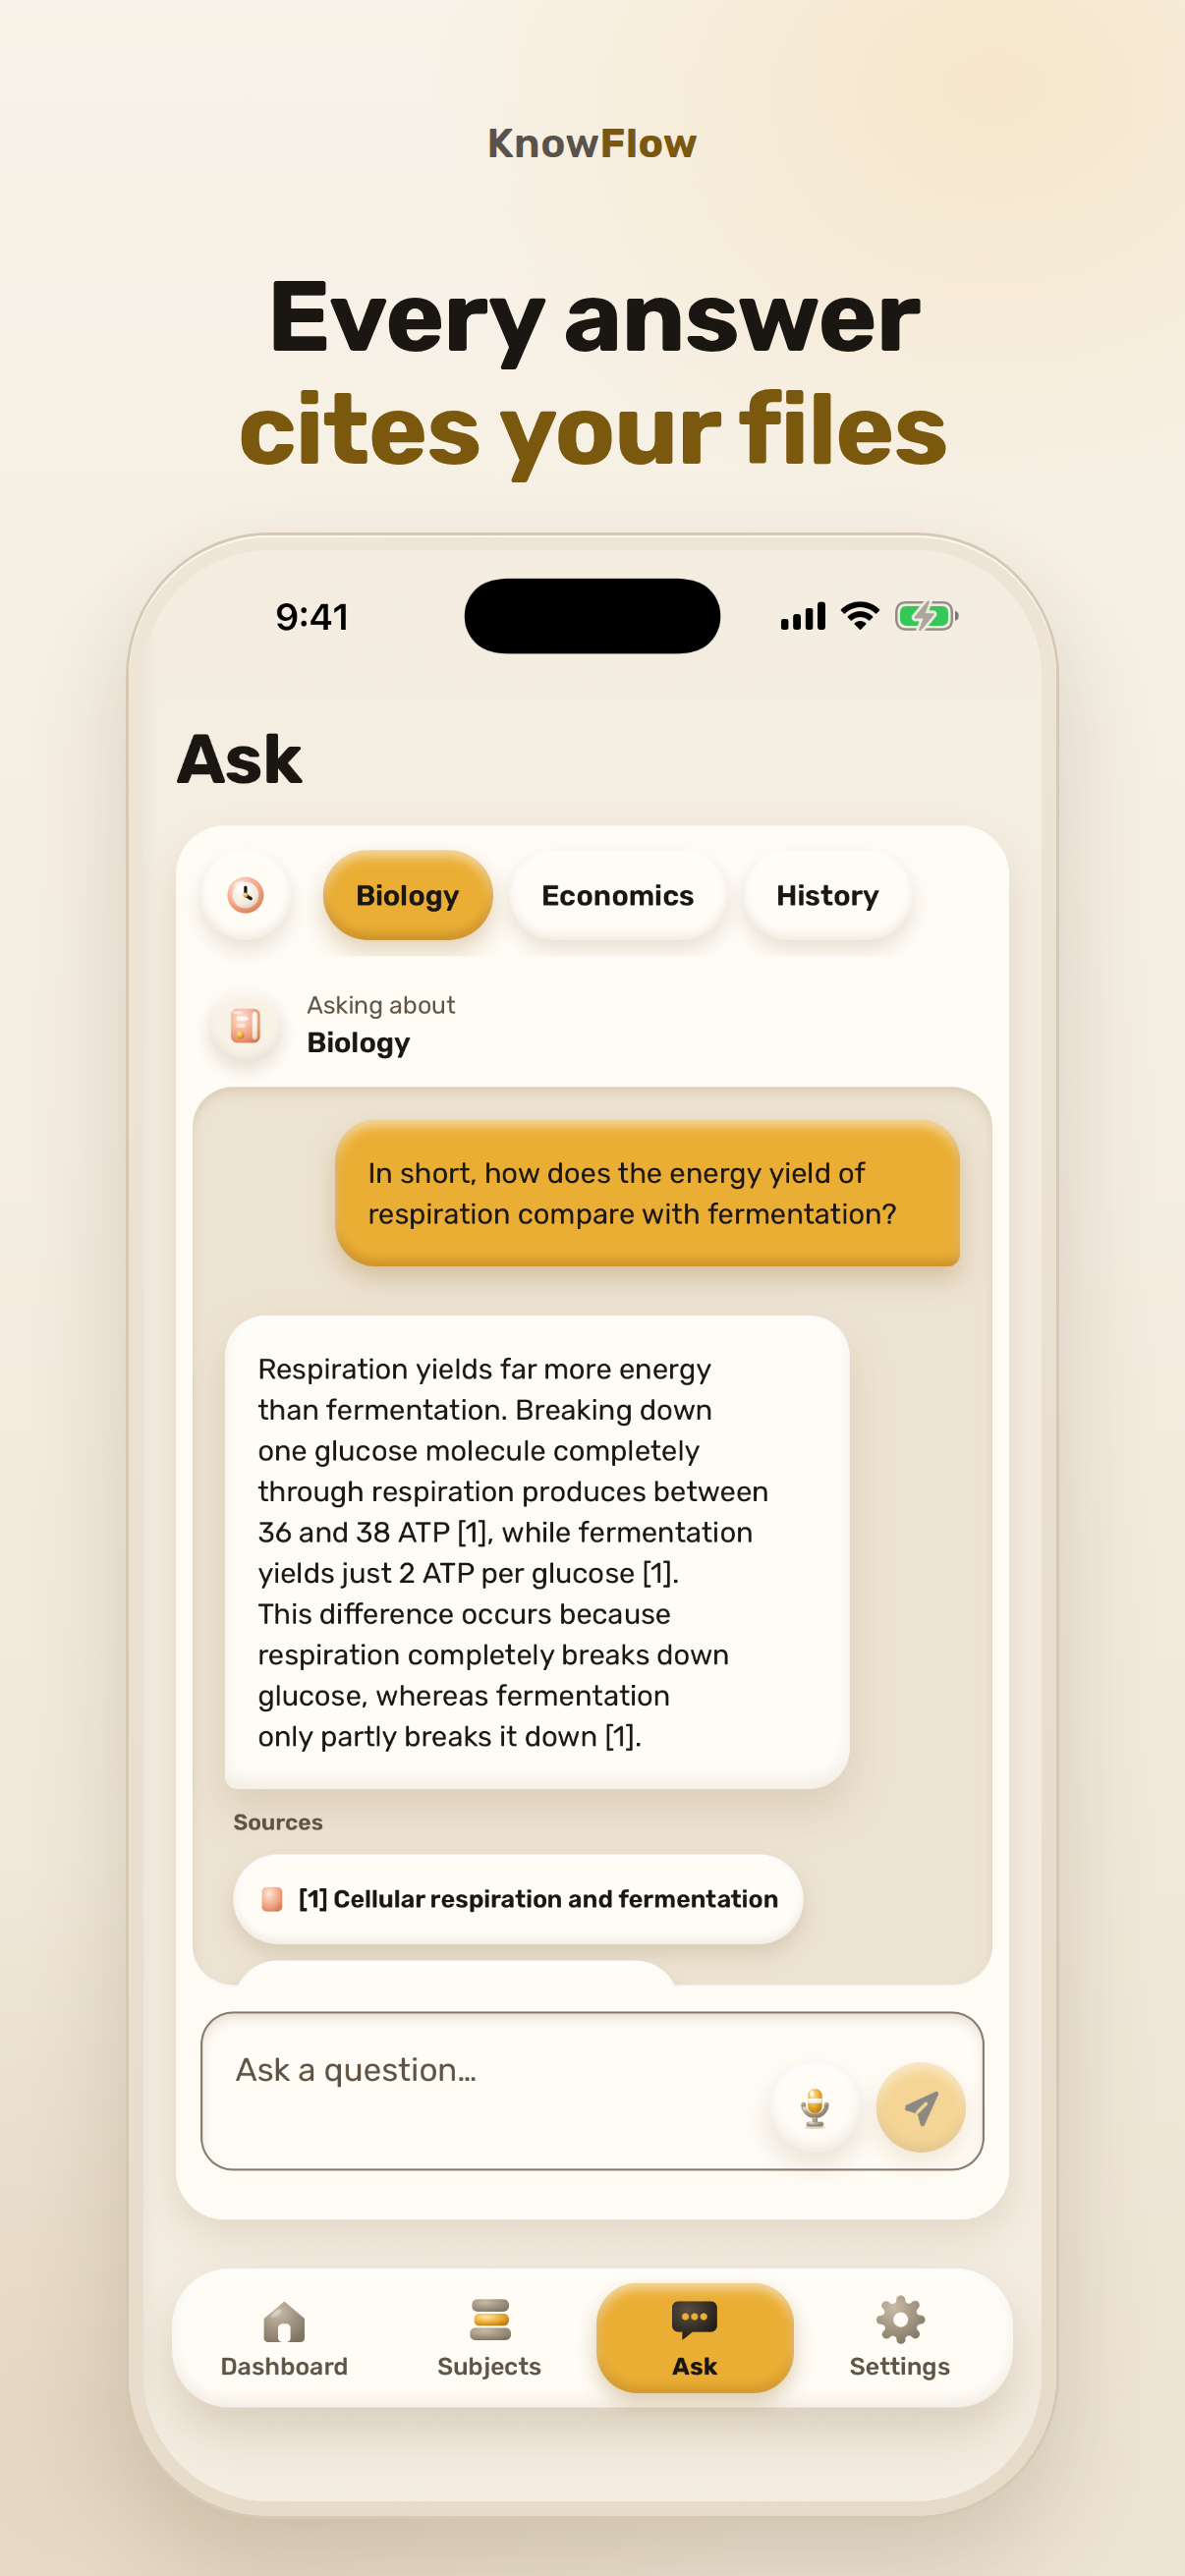 KnowFlow
Every answer
cites your files
9:41
Ask
Biology
Economics
History
Asking about
Biology
In short, how does the energy yield of
respiration compare with fermentation?
Respiration yields far more energy
than fermentation. Breaking down
one glucose molecule completely
through respiration produces between
36 and 38 ATP [1], while fermentation
yields just 2 ATP per glucose [1].
This difference occurs because
respiration completely breaks down
glucose, whereas fermentation
only partly breaks it down [1].
Sources
[1] Cellular respiration and fermentation
Ask a question...
Dashboard
Subjects
Ask
Settings